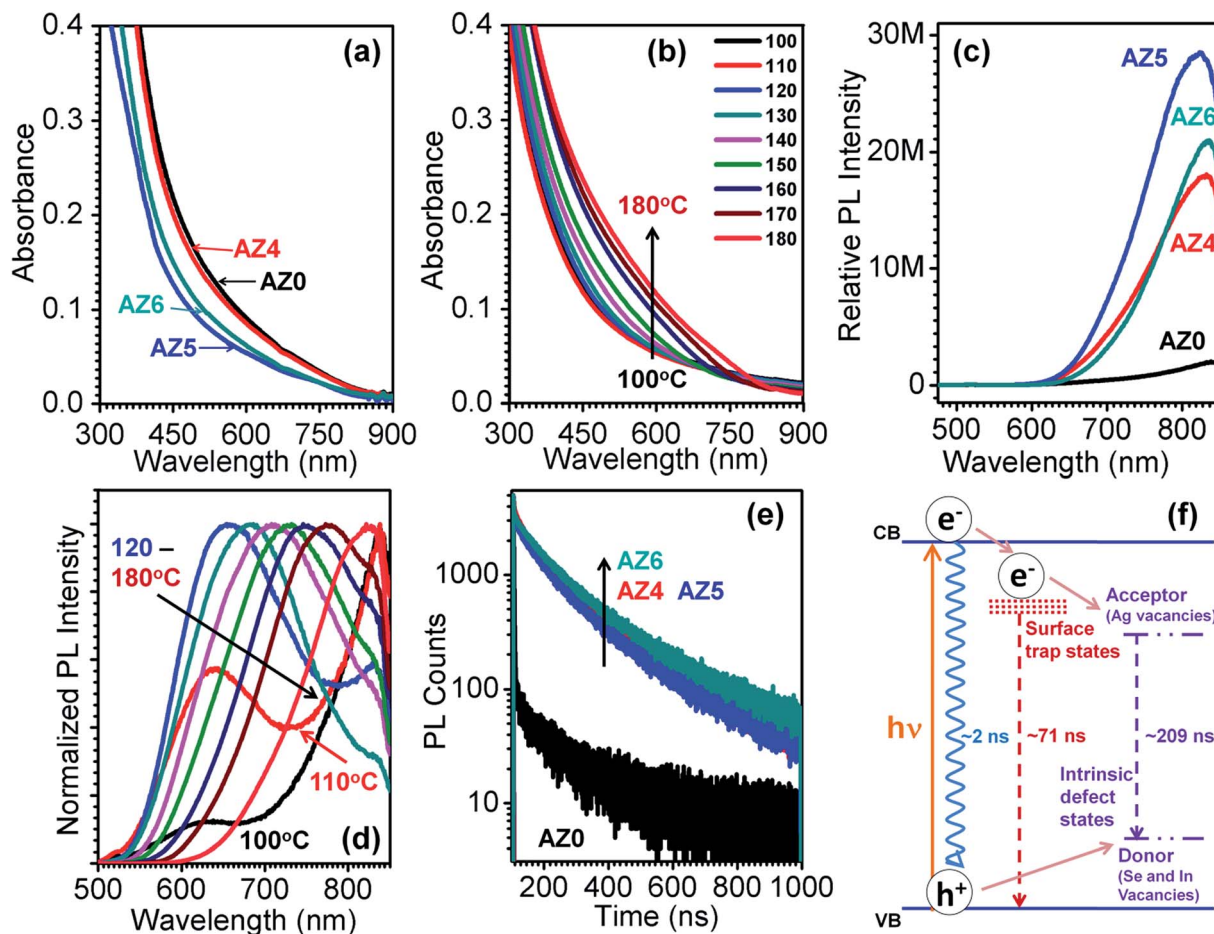 (a)
Absorbance
0.4
0.3
0.2
0.1
0.0
AZ4
AZ0
AZ6
AZ5
300 450 600 750 900
Wavelength (nm)
(b)
Absorbance
0.4
0.3
0.2
0.1
0.0
100
110
120
130
140
150
160
170
180
180°C
100°C
300 450 600 750 900
Wavelength (nm)
(c)
Relative PL Intensity
30M
20M
10M
0
AZ5
AZ6
AZ4
AZ0
500 600 700 800
Wavelength (nm)
Normalized PL Intensity
120 –
180°C
110°C
100°C
(d)
500 600 700 800
Wavelength (nm)
(e)
PL Counts
1000
100
10
AZ6
AZ4 AZ5
AZ0
200 400 600 800 1000
Time (ns)
(f)
CB
e-
e-
Acceptor
(Ag vacancies)
Surface
trap states
hν
~2 ns
~71 ns
~209 ns
Intrinsic
defect
states
Donor
(Se and In
Vacancies)
h+
VB